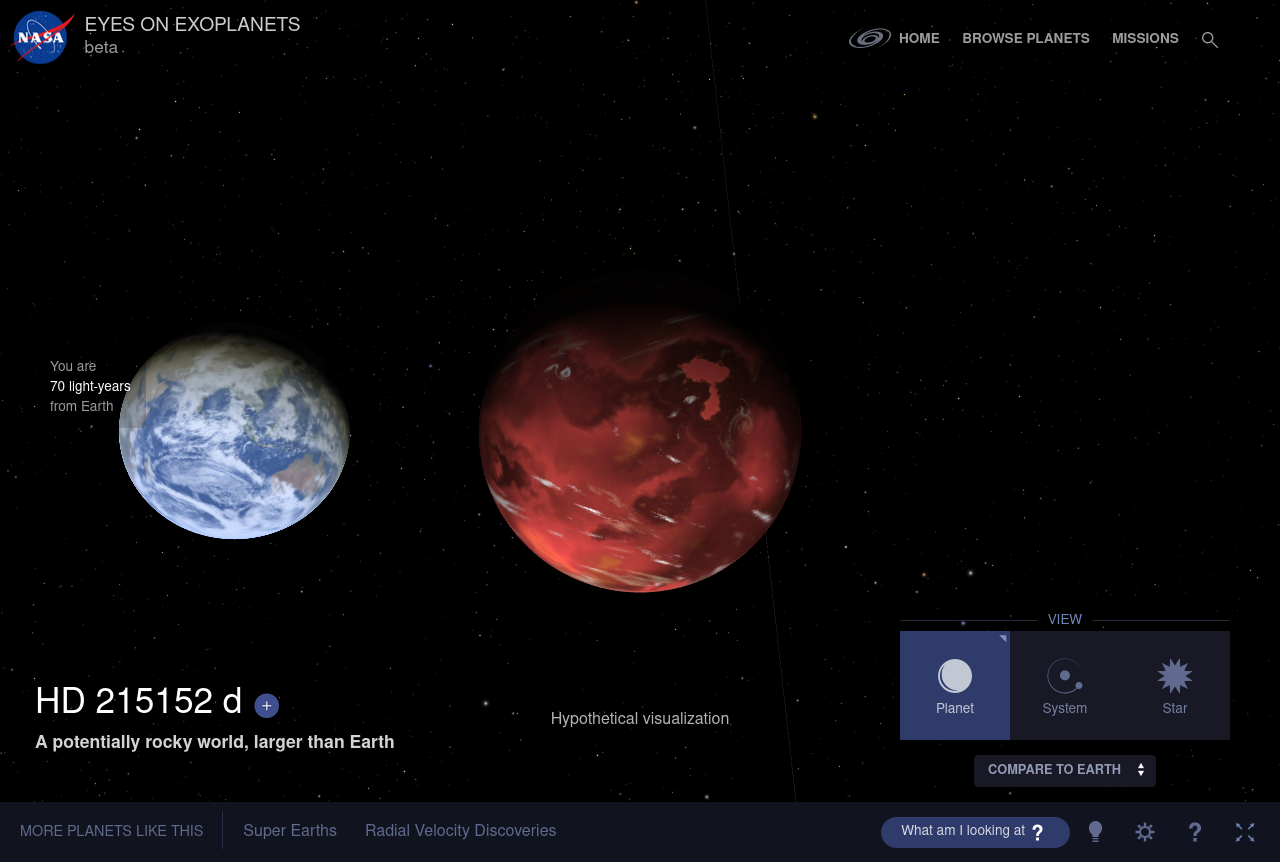 NASA
EYES ON EXOPLANETS
beta
HOME
BROWSE PLANETS
MISSIONS
You are
70 light-years
from Earth
VIEW
Planet
System
Star
HD 215152 d +
A potentially rocky world, larger than Earth
Hypothetical visualization
COMPARE TO EARTH
MORE PLANETS LIKE THIS
Super Earths
Radial Velocity Discoveries
What am I looking at ?
?